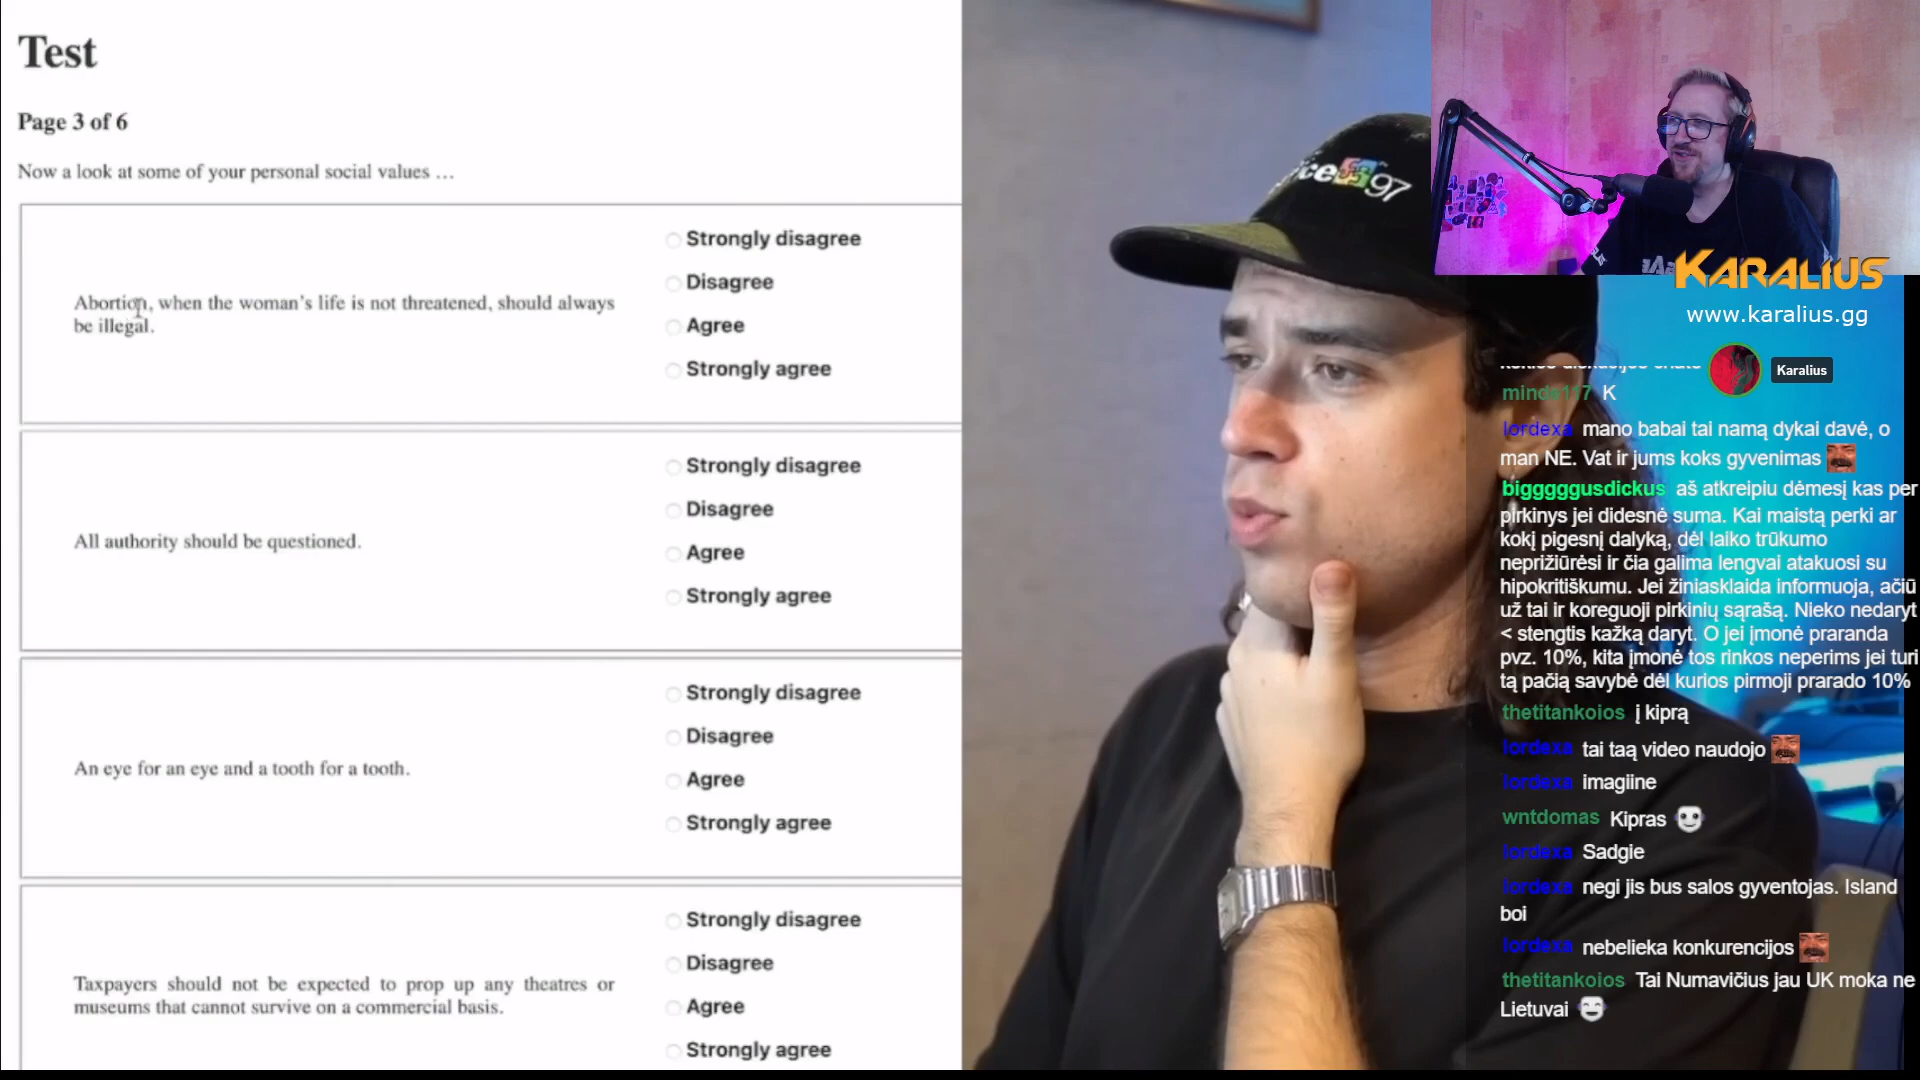 Test
Page 3 of 6
Now a look at some of your personal social values ...
Abortion, when the woman's life is not threatened, should always
be illegal.
Strongly disagree
Disagree
Agree
Strongly agree
All authority should be questioned.
Strongly disagree
Disagree
Agree
Strongly agree
An eye for an eye and a tooth for a tooth.
Strongly disagree
Disagree
Agree
Strongly agree
Taxpayers should not be expected to prop up any theatres or
museums that cannot survive on a commercial basis.
Strongly disagree
Disagree
Agree
Strongly agree
97
KARALIUS
www.karalius.gg
Karalius
minde117 K
lordexa mano babai tai namą dykai davė, o
man NE. Vat ir jums koks gyvenimas
bigggggusdickus aš atkreipiu dėmesį kas per
pirkinys jei didesnė suma. Kai maistą perki ar
kokį pigesnį dalyką, dėl laiko trūkumo
neprižiūrėsi ir čia galima lengvai atakuosi su
hipokritiškumu. Jei žiniasklaida informuoja, ačiū
už tai ir koreguoji pirkinių sąrašą. Nieko nedaryt
< stengtis kažką daryt. O jei įmonė praranda
pvz. 10%, kita įmonė tos rinkos neperims jei turi
tą pačią savybė dėl kurios pirmoji prarado 10%
thetitankoios į kiprą
lordexa tai taą video naudojo
lordexa imagiine
wntdomas Kipras
lordexa Sadgie
lordexa negi jis bus salos gyventojas. Island
boi
lordexa nebelieka konkurencijos
thetitankoios Tai Numavičius jau UK moka ne
Lietuvai